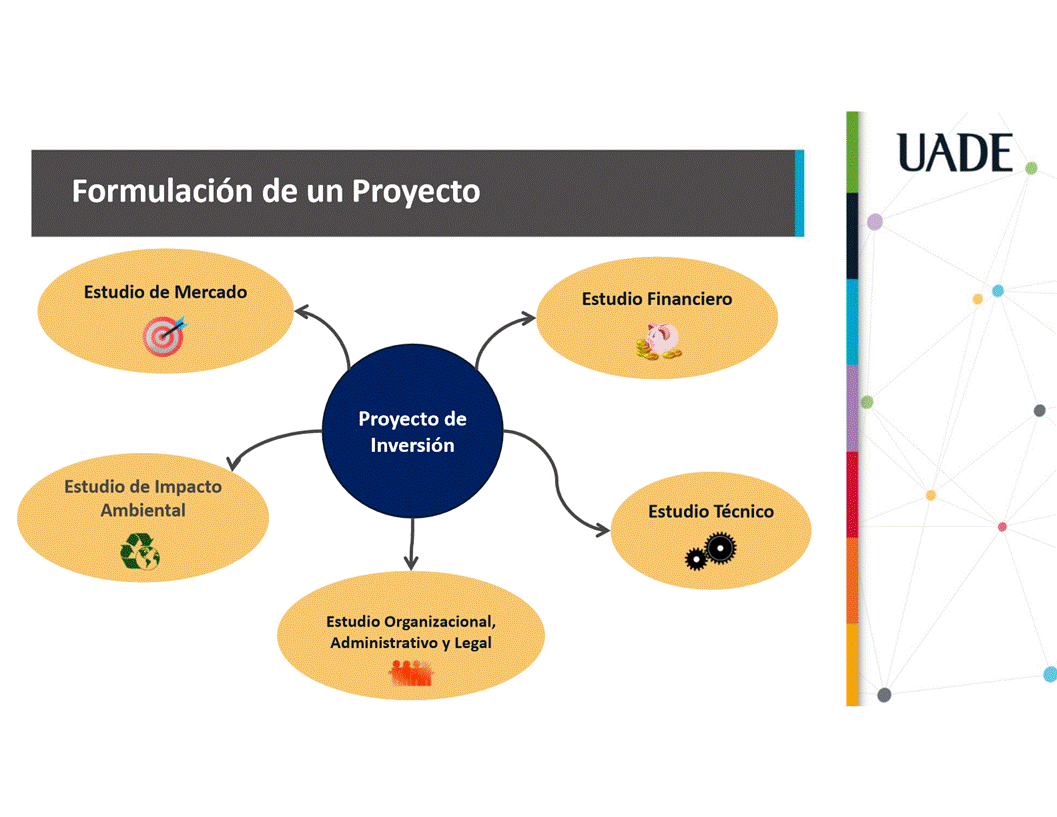 UADE
Formulación de un Proyecto
Estudio de Mercado
Estudio Financiero
Proyecto de
Inversión
Estudio de Impacto
Ambiental
Estudio Técnico
Estudio Organizacional,
Administrativo y Legal